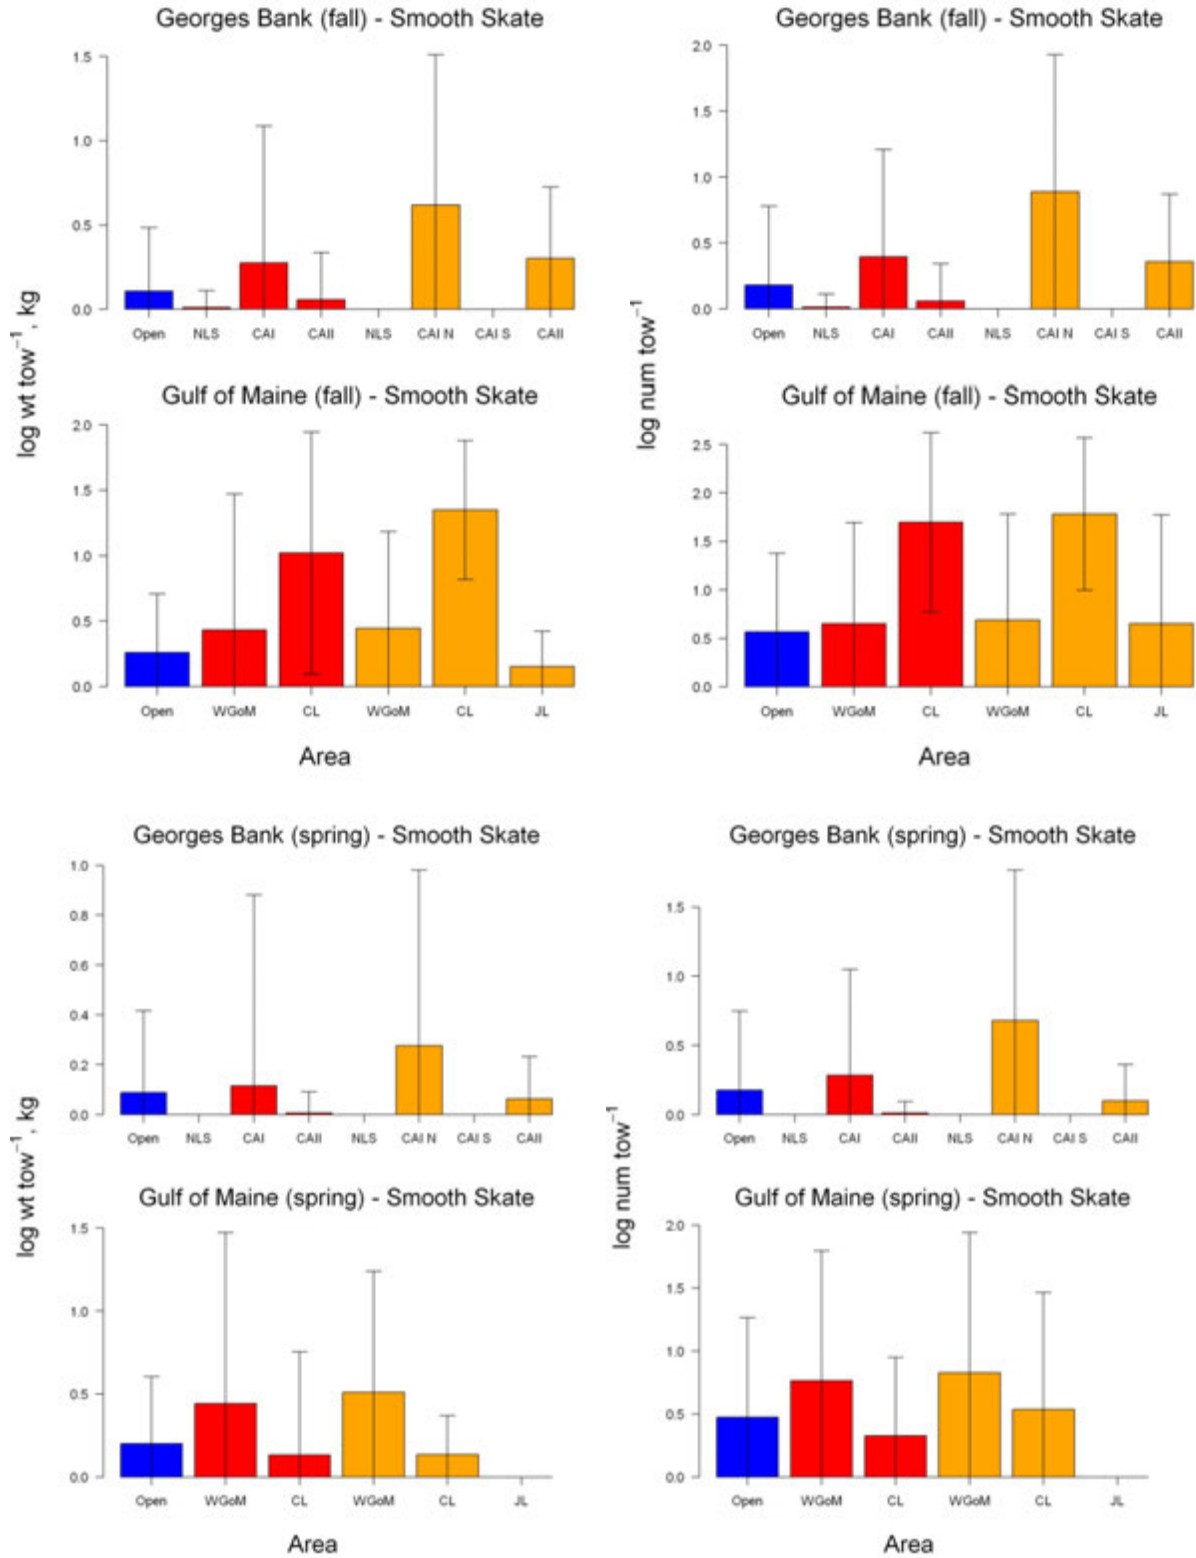 Georges Bank (fall) - Smooth Skate
1.5
1.0
0.5
0.0
Open NLS CAI CAII NLS CAI N CAI S CAII
Georges Bank (fall) - Smooth Skate
2.0
1.5
1.0
0.5
0.0
Open NLS CAI CAII NLS CAI N CAI S CAII
log wt tow⁻¹, kg
log num tow⁻¹
Gulf of Maine (fall) - Smooth Skate
2.0
1.5
1.0
0.5
0.0
Open WGoM CL WGoM CL JL
Area
Gulf of Maine (fall) - Smooth Skate
2.5
2.0
1.5
1.0
0.5
0.0
Open WGoM CL WGoM CL JL
Area
Georges Bank (spring) - Smooth Skate
1.0
0.8
0.6
0.4
0.2
0.0
Open NLS CAI CAII NLS CAI N CAI S CAII
Georges Bank (spring) - Smooth Skate
1.5
1.0
0.5
0.0
Open NLS CAI CAII NLS CAI N CAI S CAII
log wt tow⁻¹, kg
log num tow⁻¹
Gulf of Maine (spring) - Smooth Skate
1.5
1.0
0.5
0.0
Open WGoM CL WGoM CL JL
Area
Gulf of Maine (spring) - Smooth Skate
2.0
1.5
1.0
0.5
0.0
Open WGoM CL WGoM CL JL
Area